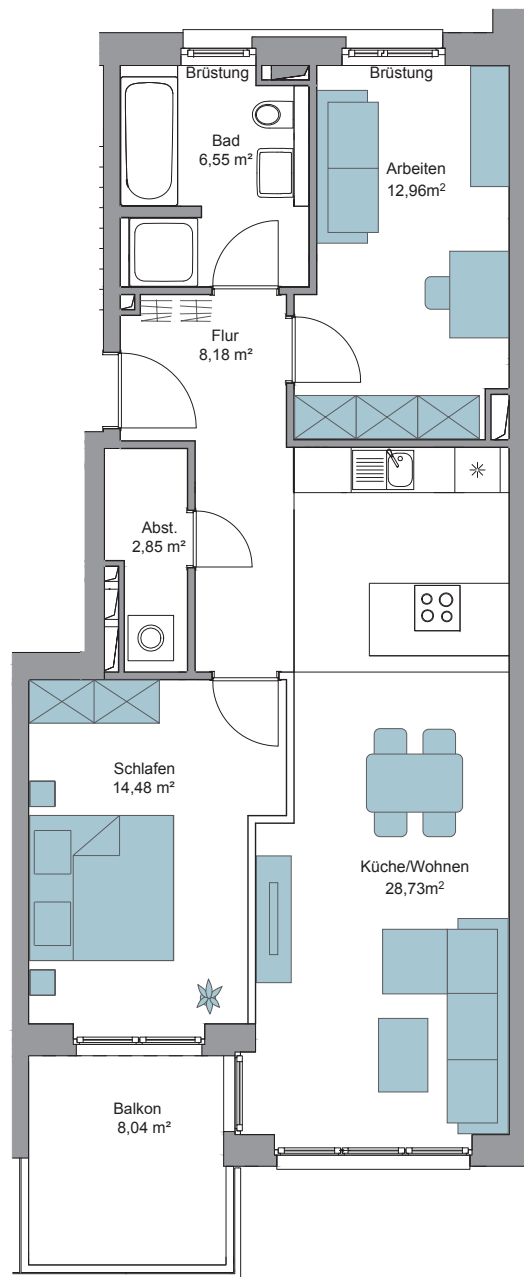 Brüstung
Brüstung
Bad
6,55 m²
Arbeiten
12,96m²
Flur
8,18 m²
Abst.
2,85 m²
Schlafen
14,48 m²
Küche/Wohnen
28,73m²
Balkon
8,04 m²